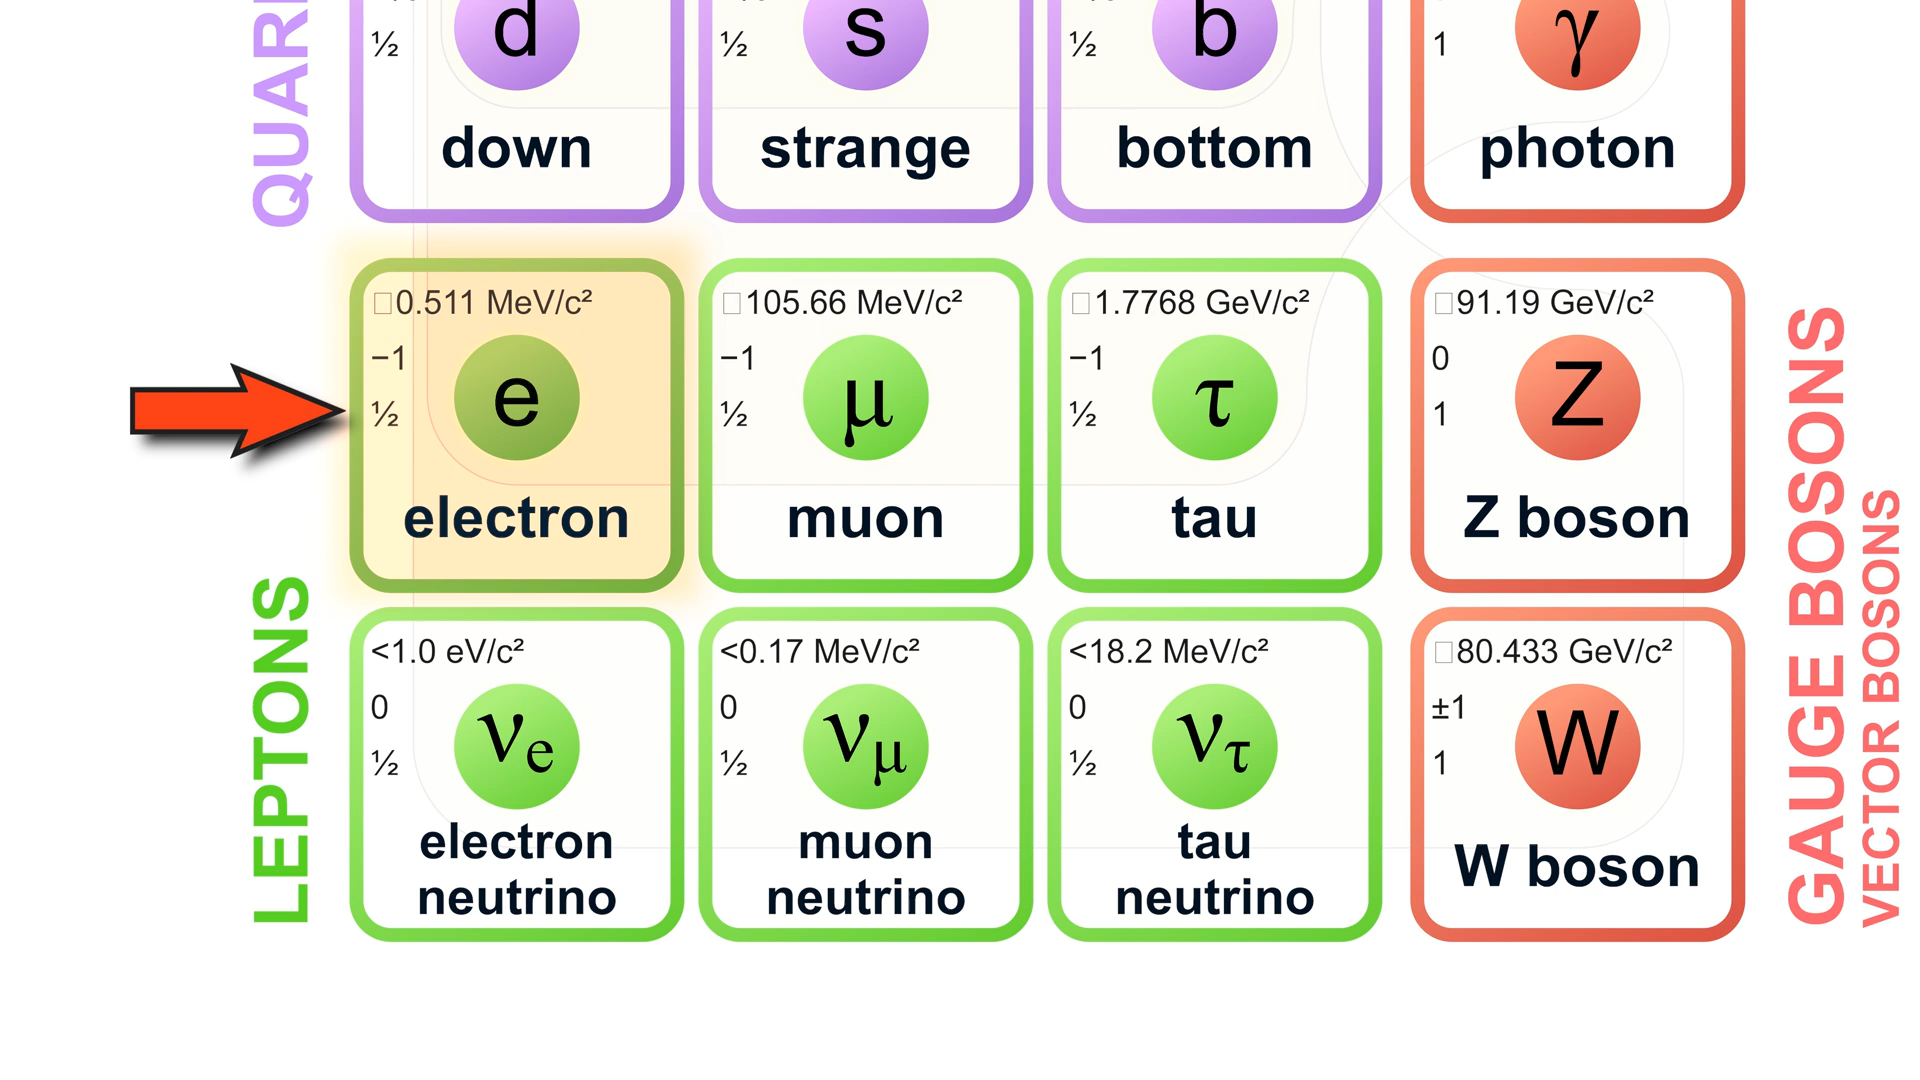 QUAR
½
d
down
½
s
strange
½
b
bottom
1
γ
photon
0.511 MeV/c²
−1
½
e
electron
105.66 MeV/c²
−1
½
μ
muon
1.7768 GeV/c²
−1
½
τ
tau
91.19 GeV/c²
0
1
Z
Z boson
LEPTONS
<1.0 eV/c²
0
½
νe
electron
neutrino
<0.17 MeV/c²
0
½
νμ
muon
neutrino
<18.2 MeV/c²
0
½
ντ
tau
neutrino
80.433 GeV/c²
±1
1
W
W boson
GAUGE BOSONS
VECTOR BOSONS